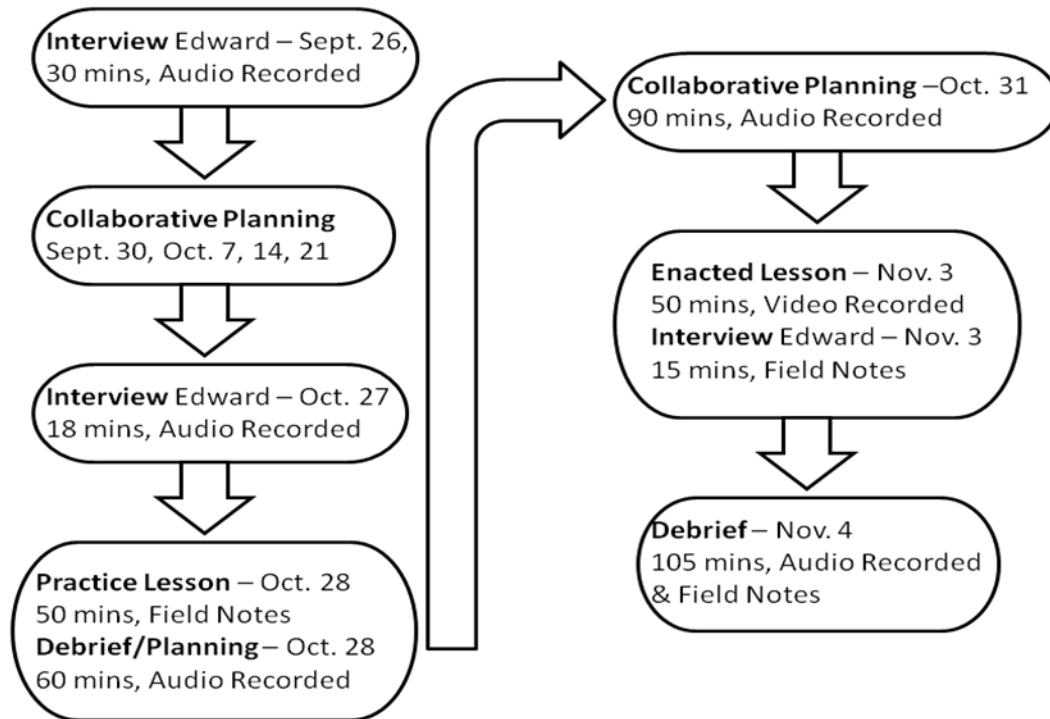 Interview Edward – Sept. 26,
30 mins, Audio Recorded
Collaborative Planning
Sept. 30, Oct. 7, 14, 21
Interview Edward – Oct. 27
18 mins, Audio Recorded
Practice Lesson – Oct. 28
50 mins, Field Notes
Debrief/Planning – Oct. 28
60 mins, Audio Recorded
Collaborative Planning –Oct. 31
90 mins, Audio Recorded
Enacted Lesson – Nov. 3
50 mins, Video Recorded
Interview Edward – Nov. 3
15 mins, Field Notes
Debrief – Nov. 4
105 mins, Audio Recorded
& Field Notes